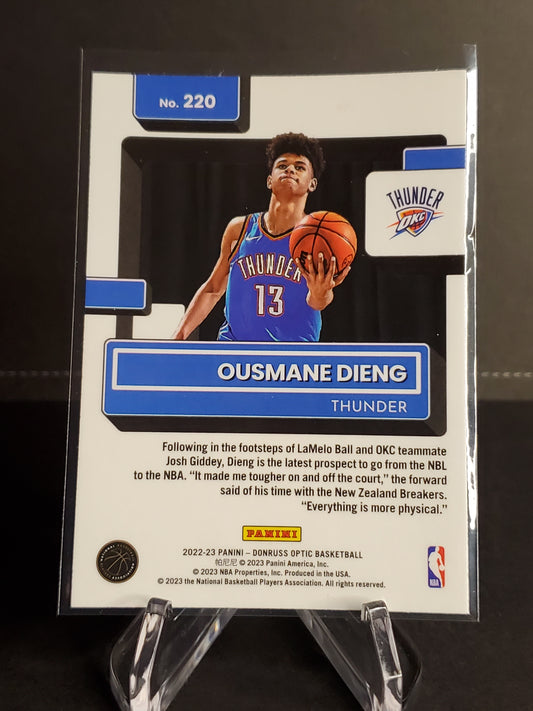 No. 220
THUNDER
OKC
THUNDER
13
OUSMANE DIENG
THUNDER
Following in the footsteps of LaMelo Ball and OKC teammate
Josh Giddey, Dieng is the latest prospect to go from the NBL
to the NBA. “It made me tougher on and off the court,” the forward
said of his time with the New Zealand Breakers.
“Everything is more physical.”
PANINI
2022-23 PANINI – DONRUSS OPTIC BASKETBALL
帕尼尼 © 2023 Panini America, Inc.
© 2023 NBA Properties, Inc. Produced in the USA.
© 2023 the National Basketball Players Association. All rights reserved.
NBA